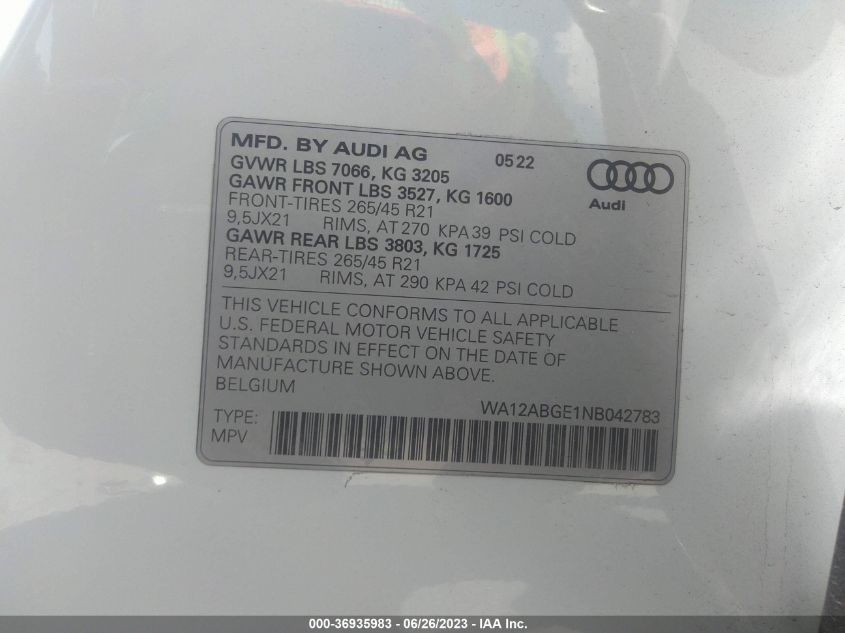 MFD. BY AUDI AG 05 22
GVWR LBS 7066, KG 3205
GAWR FRONT LBS 3527, KG 1600
FRONT-TIRES 265/45 R21
9,5JX21 RIMS, AT 270 KPA 39 PSI COLD
GAWR REAR LBS 3803, KG 1725
REAR-TIRES 265/45 R21
9,5JX21 RIMS, AT 290 KPA 42 PSI COLD
Audi
THIS VEHICLE CONFORMS TO ALL APPLICABLE
U.S. FEDERAL MOTOR VEHICLE SAFETY
STANDARDS IN EFFECT ON THE DATE OF
MANUFACTURE SHOWN ABOVE.
BELGIUM
WA12ABGE1NB042783
TYPE:
MPV
000-36935983 - 06/26/2023 - IAA Inc.